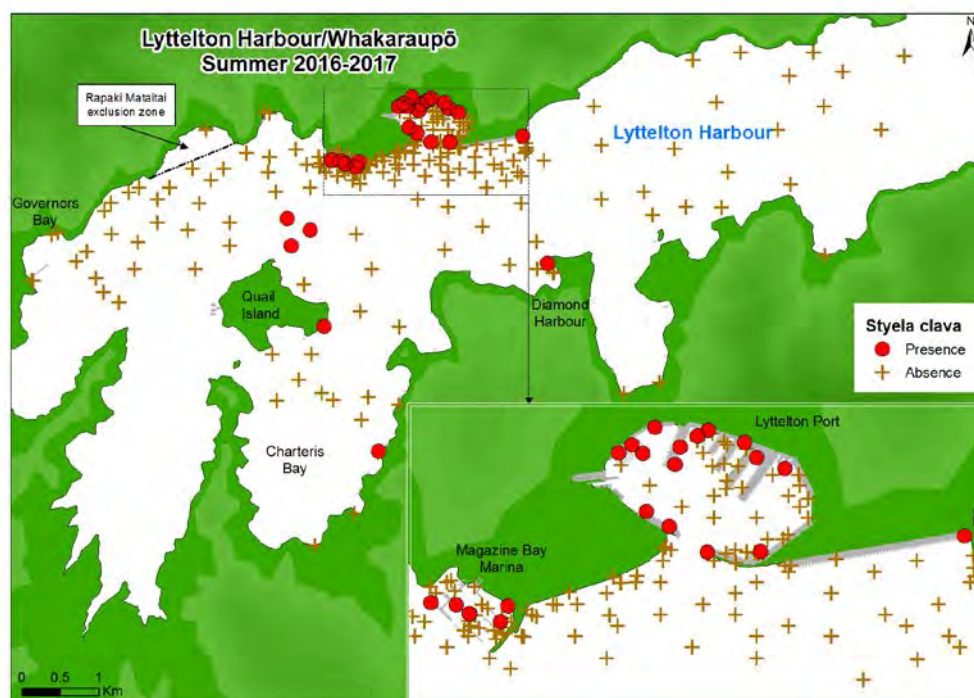 Lyttelton Harbour/Whakaraupō
Summer 2016-2017
N
Rapaki Mataitai
exclusion zone
Lyttelton Harbour
Governors
Bay
Quail
Island
Diamond
Harbour
Styela clava
Presence
Absence
Charteris
Bay
Lyttelton Port
Magazine Bay
Marina
0 0.5 1
Km